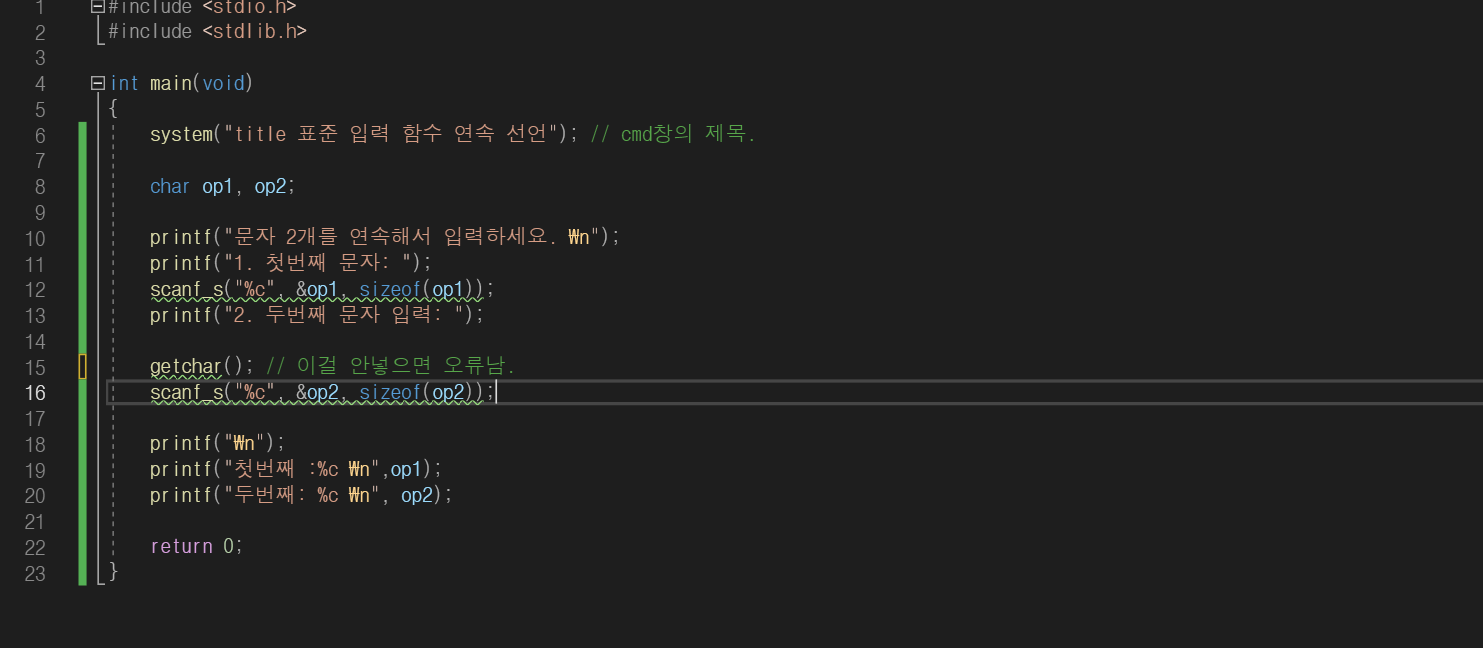 1 #include <stdio.h>
2 #include <stdlib.h>
3
4 int main(void)
5 {
6 system("title 표준 입력 함수 연속 선언"); // cmd창의 제목.
7
8 char op1, op2;
9
10 printf("문자 2개를 연속해서 입력하세요. ₩n");
11 printf("1. 첫번째 문자: ");
12 scanf_s("%c", &op1, sizeof(op1));
13 printf("2. 두번째 문자 입력: ");
14
15 getchar(); // 이걸 안넣으면 오류남.
16 scanf_s("%c", &op2, sizeof(op2));
17
18 printf("₩n");
19 printf("첫번째 :%c ₩n",op1);
20 printf("두번째: %c ₩n", op2);
21
22 return 0;
23 }